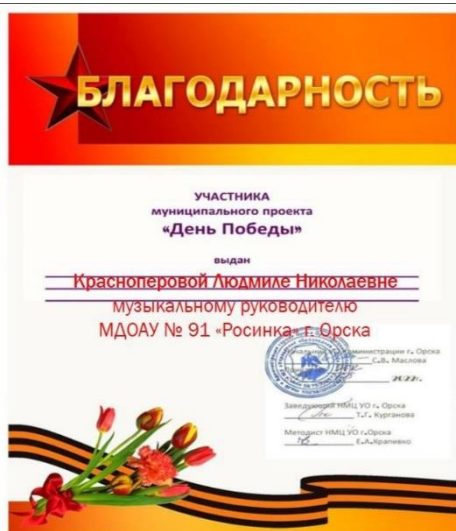 БЛАГОДАРНОСТЬ
УЧАСТНИКА
муниципального проекта
«День Победы»
выдан
Красноперовой Людмиле Николаевне
музыкальному руководителю
МДОАУ № 91 «Росинка» г. Орска
администрации г. Орска
С.В. Маслова
2022г.
Заведующий НМЦ УО г. Орска
Т.Г. Курганова
Методист НМЦ УО г.Орска
Е.А.Крапивко